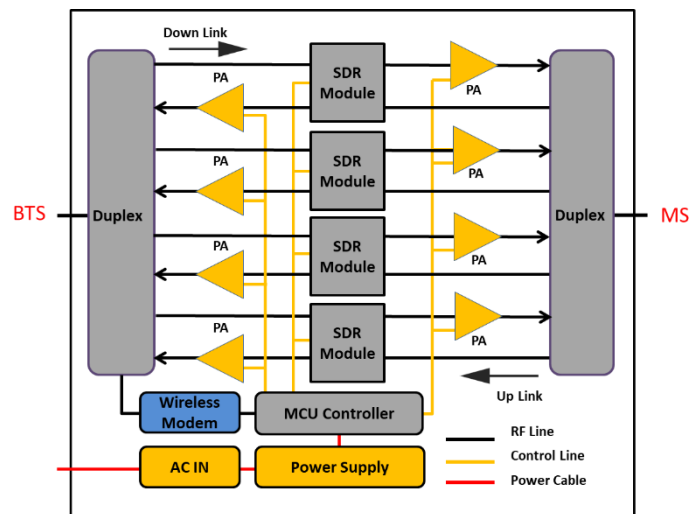 Down Link
PA
SDR
Module
PA
PA
SDR
Module
PA
BTS
Duplex
Duplex
MS
PA
SDR
Module
PA
PA
SDR
Module
PA
Up Link
Wireless
Modem
MCU Controller
AC IN
Power Supply
RF Line
Control Line
Power Cable